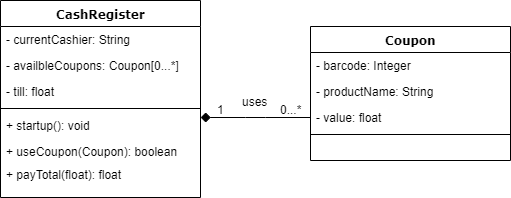 CashRegister
- currentCashier: String
- availbleCoupons: Coupon[0...*]
- till: float
+ startup(): void
+ useCoupon(Coupon): boolean
+ payTotal(float): float
uses
1
0...*
Coupon
- barcode: Integer
- productName: String
- value: float